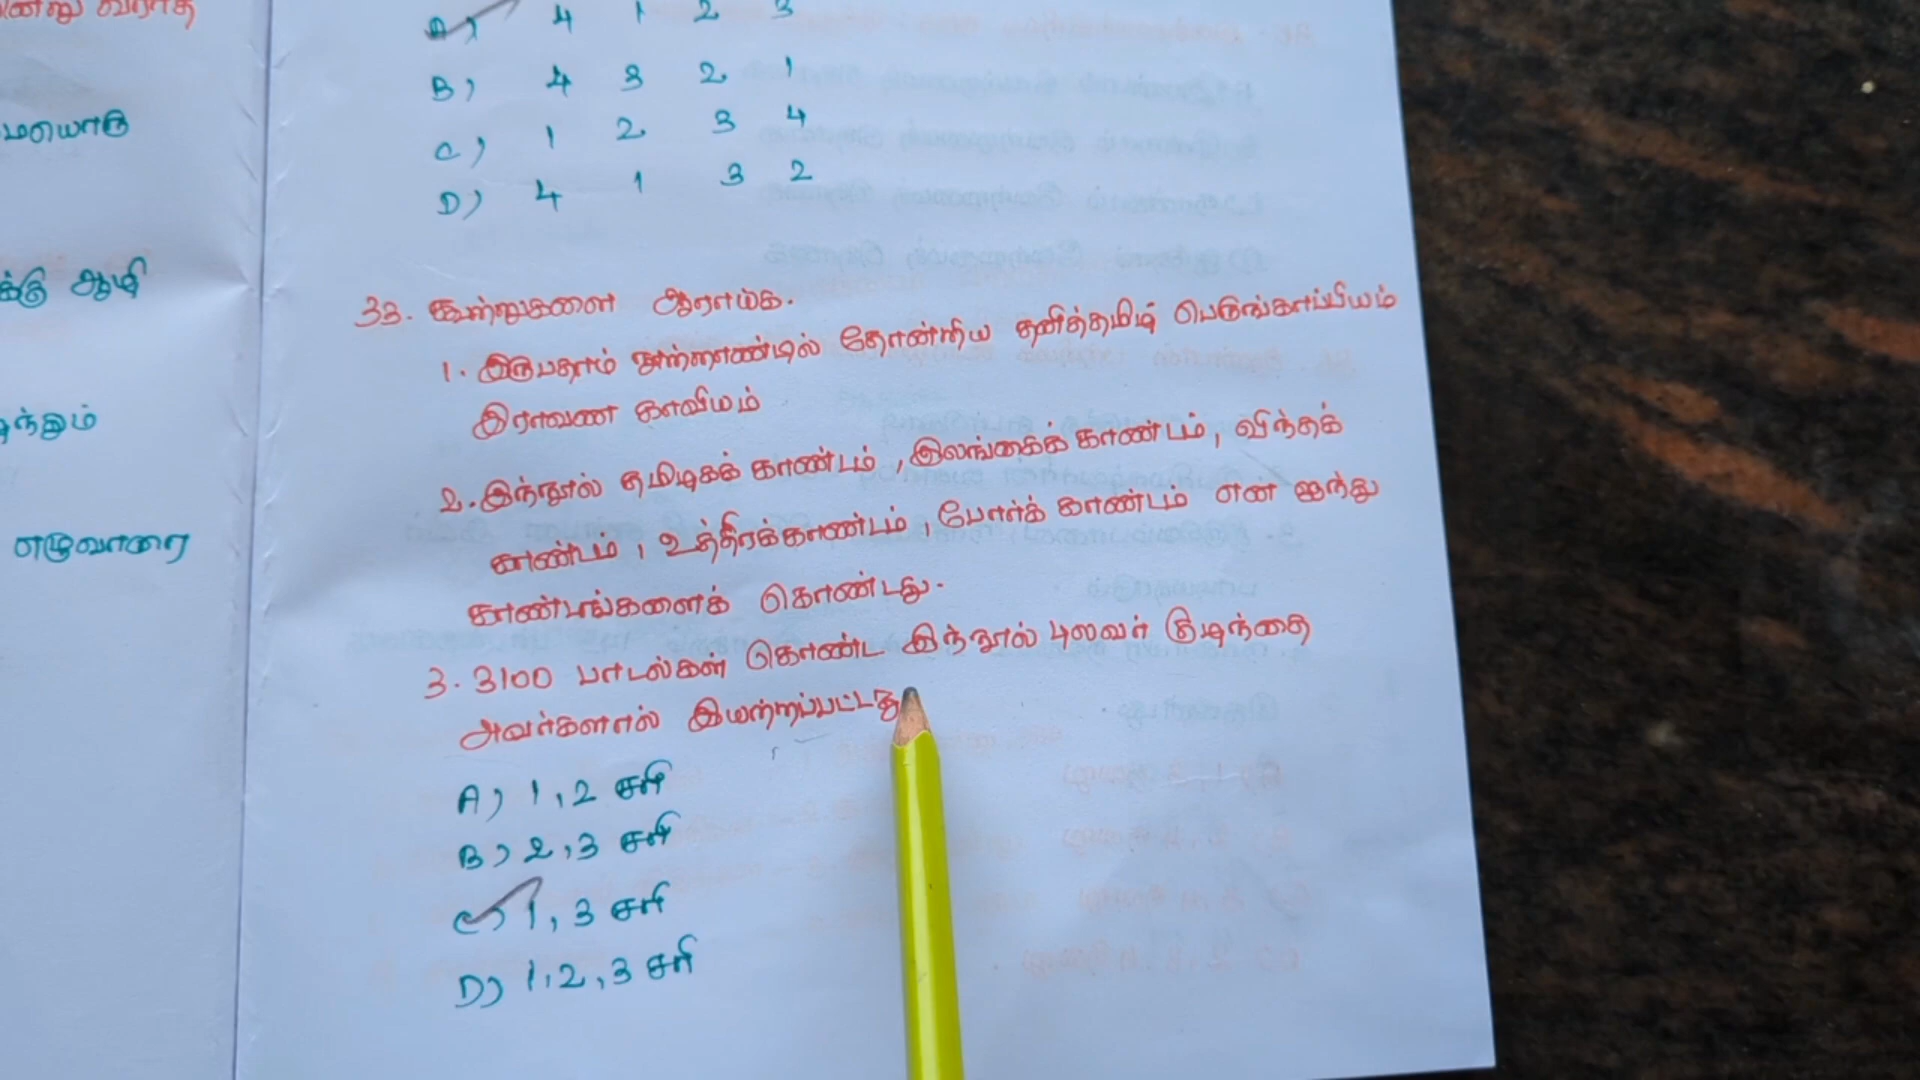 மையொரு
க்கு ஆழி
ந்தும்
எழுவாரை
A) 4 1 2 3
B) 4 3 2 1
C) 1 2 3 4
D) 4 1 3 2
33. கூற்றுகளை ஆராய்க.
1. இருபதாம் நூற்றாண்டில் தோன்றிய தனித்தமிழ் பெருங்காப்பியம்
இராவண காவியம்
2. இந்நூல் தமிழகக் காண்டம், இலங்கைக் காண்டம், விந்தக்
காண்டம், உத்திரக்காண்டம், போர்க் காண்டம் என ஐந்து
காண்டங்களைக் கொண்டது.
3. 3100 பாடல்கள் கொண்ட இந்நூல் புலவர் குழந்தை
அவர்களால் இயற்றப்பட்டது
A) 1, 2 சரி
B) 2, 3 சரி
C) 1, 3 சரி
D) 1, 2, 3 சரி